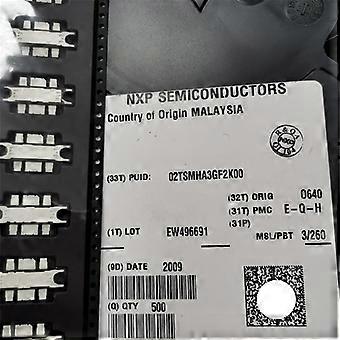 NXP SEMICONDUCTORS
Country of Origin MALAYSIA
(33T) PUID: 02TSMHA3GF2K00
(32T) ORIG 0640
(31T) PMC E-Q-H
(31P)
(1T) LOT EW496691
MSL/PBT 3/260
(9D) DATE 2009
(Q) QTY 500